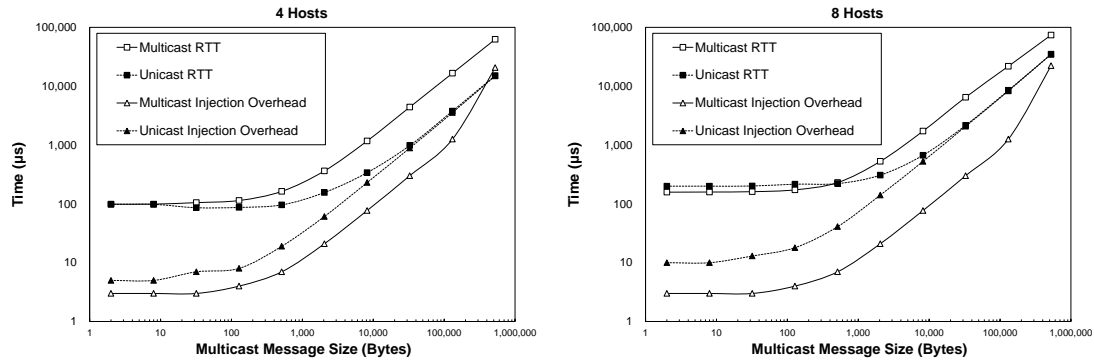 4 Hosts
100,000
10,000
1,000
100
10
1
Time (µs)
Multicast RTT
Unicast RTT
Multicast Injection Overhead
Unicast Injection Overhead
1 10 100 1,000 10,000 100,000 1,000,000
Multicast Message Size (Bytes)
8 Hosts
100,000
10,000
1,000
100
10
1
Time (µs)
Multicast RTT
Unicast RTT
Multicast Injection Overhead
Unicast Injection Overhead
1 10 100 1,000 10,000 100,000 1,000,000
Multicast Message Size (Bytes)